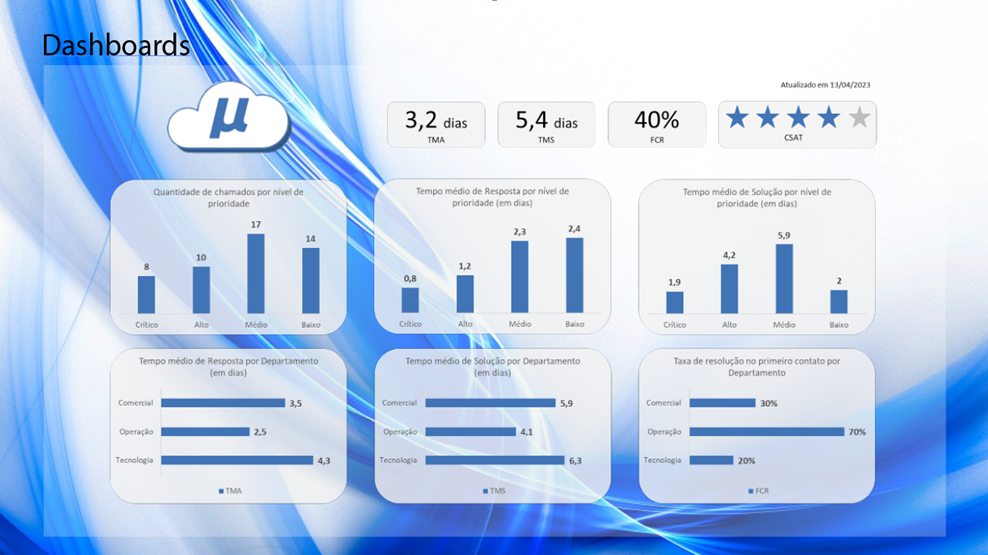 Dashboards
Atualizado em 13/04/2023
µ
3,2 dias
TMA
5,4 dias
TMS
40%
FCR
CSAT
Quantidade de chamados por nível de
prioridade
8
10
17
14
Crítico
Alto
Médio
Baixo
Tempo médio de Resposta por nível de
prioridade (em dias)
0,8
1,2
2,3
2,4
Crítico
Alto
Médio
Baixo
Tempo médio de Solução por nível de
prioridade (em dias)
1,9
4,2
5,9
2
Crítico
Alto
Médio
Baixo
Tempo médio de Resposta por Departamento
(em dias)
Comercial 3,5
Operação 2,5
Tecnologia 4,3
TMA
Tempo médio de Solução por Departamento
(em dias)
Comercial 5,9
Operação 4,1
Tecnologia 6,3
TMS
Taxa de resolução no primeiro contato por
Departamento
Comercial 30%
Operação 70%
Tecnologia 20%
FCR